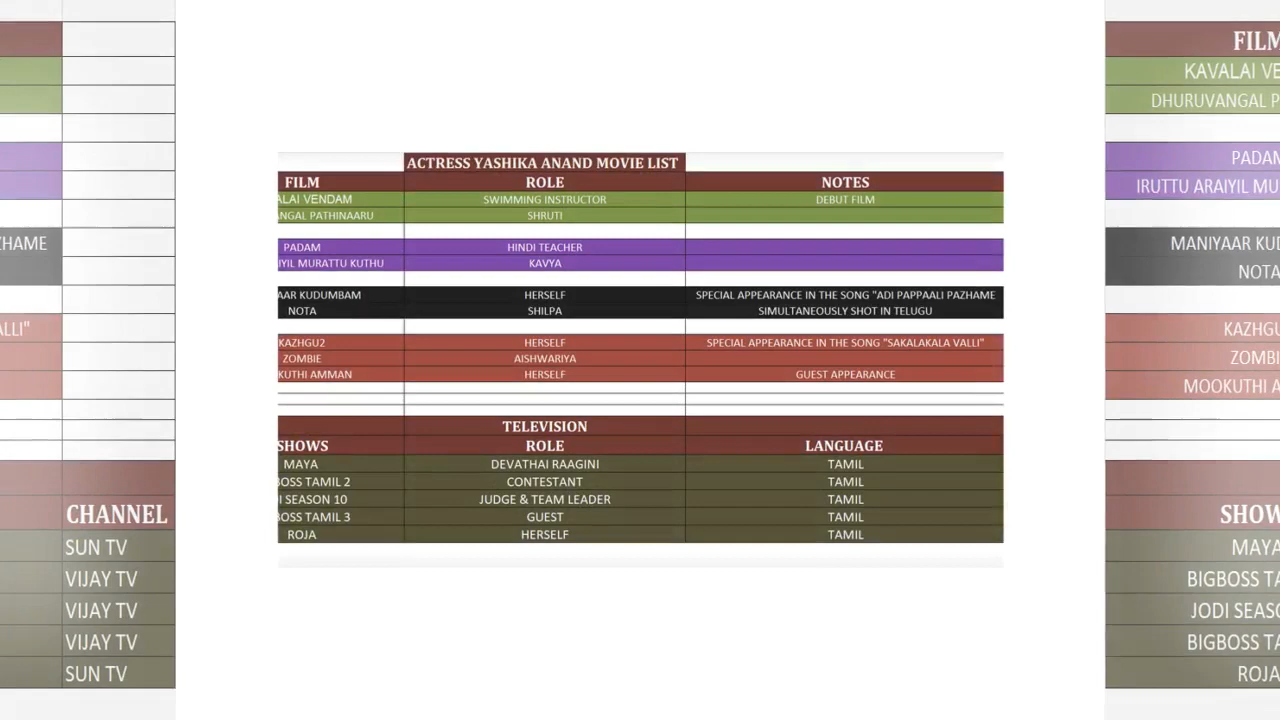 ACTRESS YASHIKA ANAND MOVIE LIST
FILM ROLE NOTES
ALAI VENDAM SWIMMING INSTRUCTOR DEBUT FILM
ANGAL PATHINAARU SHRUTI
PADAM HINDI TEACHER
IYIL MURATTU KUTHU KAVYA
AAR KUDUMBAM HERSELF SPECIAL APPEARANCE IN THE SONG "ADI PAPPAALI PAZHAME
NOTA SHILPA SIMULTANEOUSLY SHOT IN TELUGU
KAZHGU2 HERSELF SPECIAL APPEARANCE IN THE SONG "SAKALAKALA VALLI"
ZOMBIE AISHWARIYA
KUTHI AMMAN HERSELF GUEST APPEARANCE
TELEVISION
SHOWS ROLE LANGUAGE
MAYA DEVATHAI RAAGINI TAMIL
BOSS TAMIL 2 CONTESTANT TAMIL
I SEASON 10 JUDGE & TEAM LEADER TAMIL
BOSS TAMIL 3 GUEST TAMIL
ROJA HERSELF TAMIL
ZHAME
ALLI"
CHANNEL
SUN TV
VIJAY TV
VIJAY TV
VIJAY TV
SUN TV
FILM
KAVALAI VE
DHURUVANGAL P
PADAM
IRUTTU ARAIYIL MU
MANIYAAR KUD
NOTA
KAZHGU
ZOMBI
MOOKUTHI A
SHOW
MAYA
BIGBOSS TA
JODI SEASO
BIGBOSS TA
ROJA